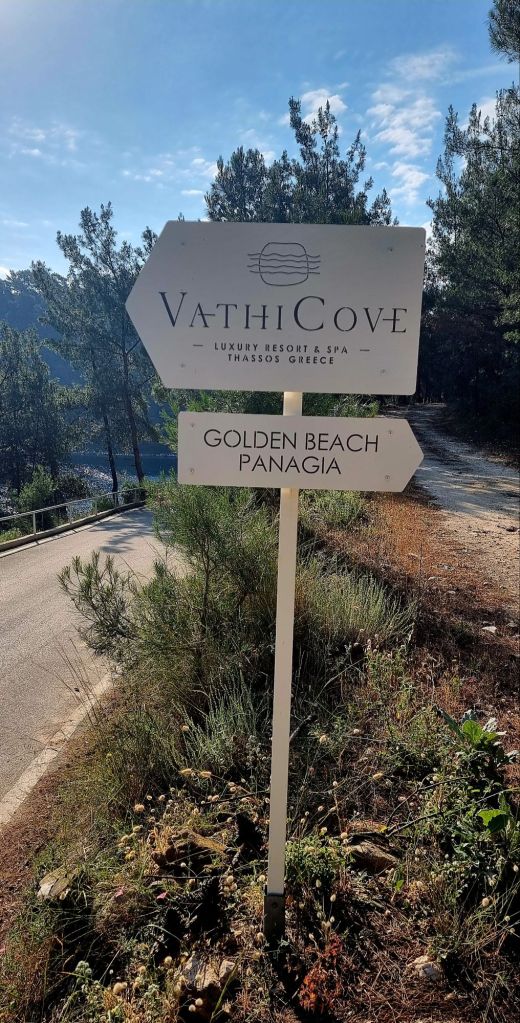 VATHICOVE
LUXURY RESORT & SPA
THASSOS GREECE
GOLDEN BEACH
PANAGIA